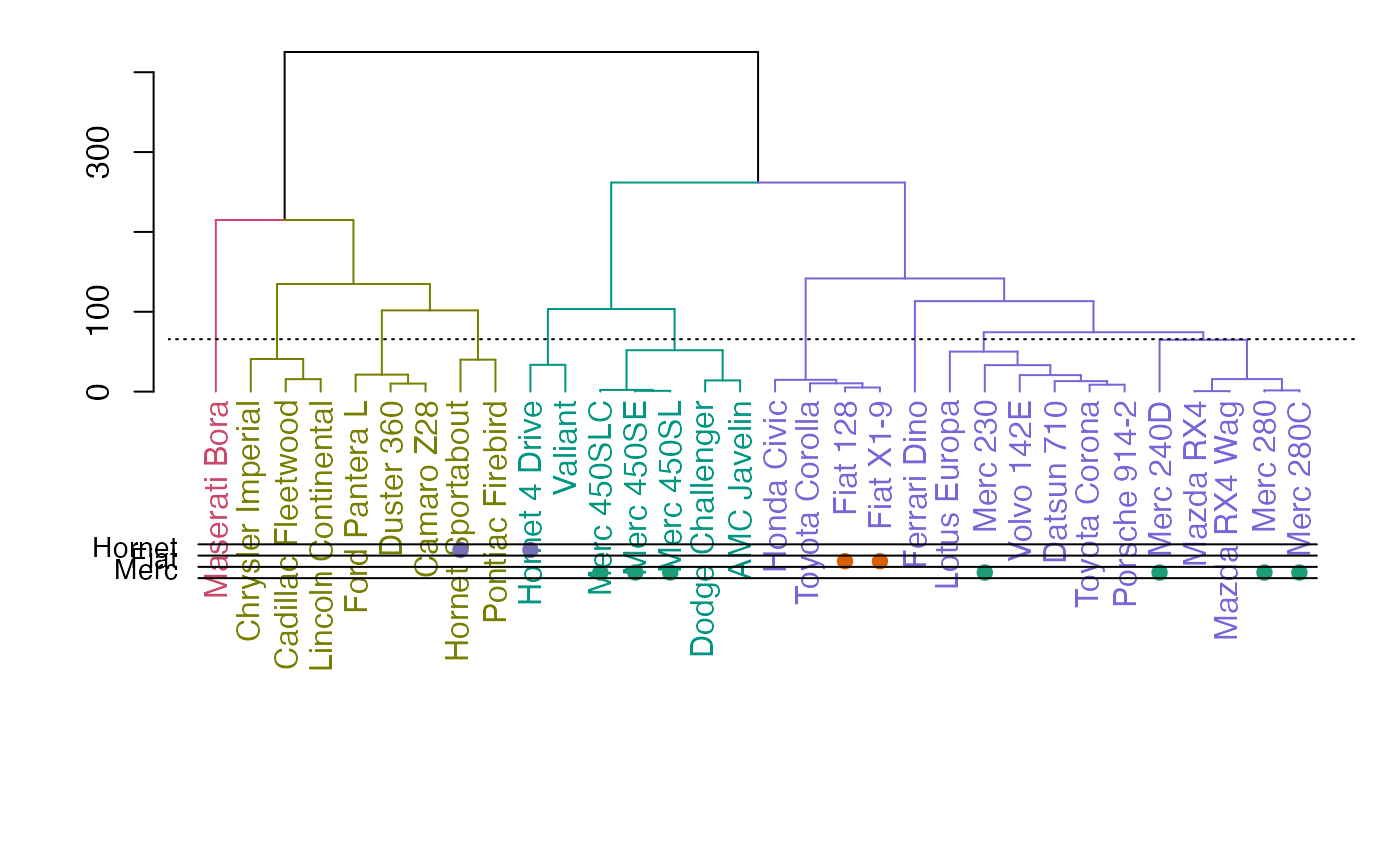 300
100
0
Maserati Bora
Chrysler Imperial
Cadillac Fleetwood
Lincoln Continental
Ford Pantera L
Duster 360
Camaro Z28
Hornet Sportabout
Pontiac Firebird
Hornet 4 Drive
Valiant
Merc 450SLC
Merc 450SE
Merc 450SL
Dodge Challenger
AMC Javelin
Honda Civic
Toyota Corolla
Fiat 128
Fiat X1-9
Ferrari Dino
Lotus Europa
Merc 230
Volvo 142E
Datsun 710
Toyota Corona
Porsche 914-2
Merc 240D
Mazda RX4
Mazda RX4 Wag
Merc 280
Merc 280C
Hornet
Fiat
Merc